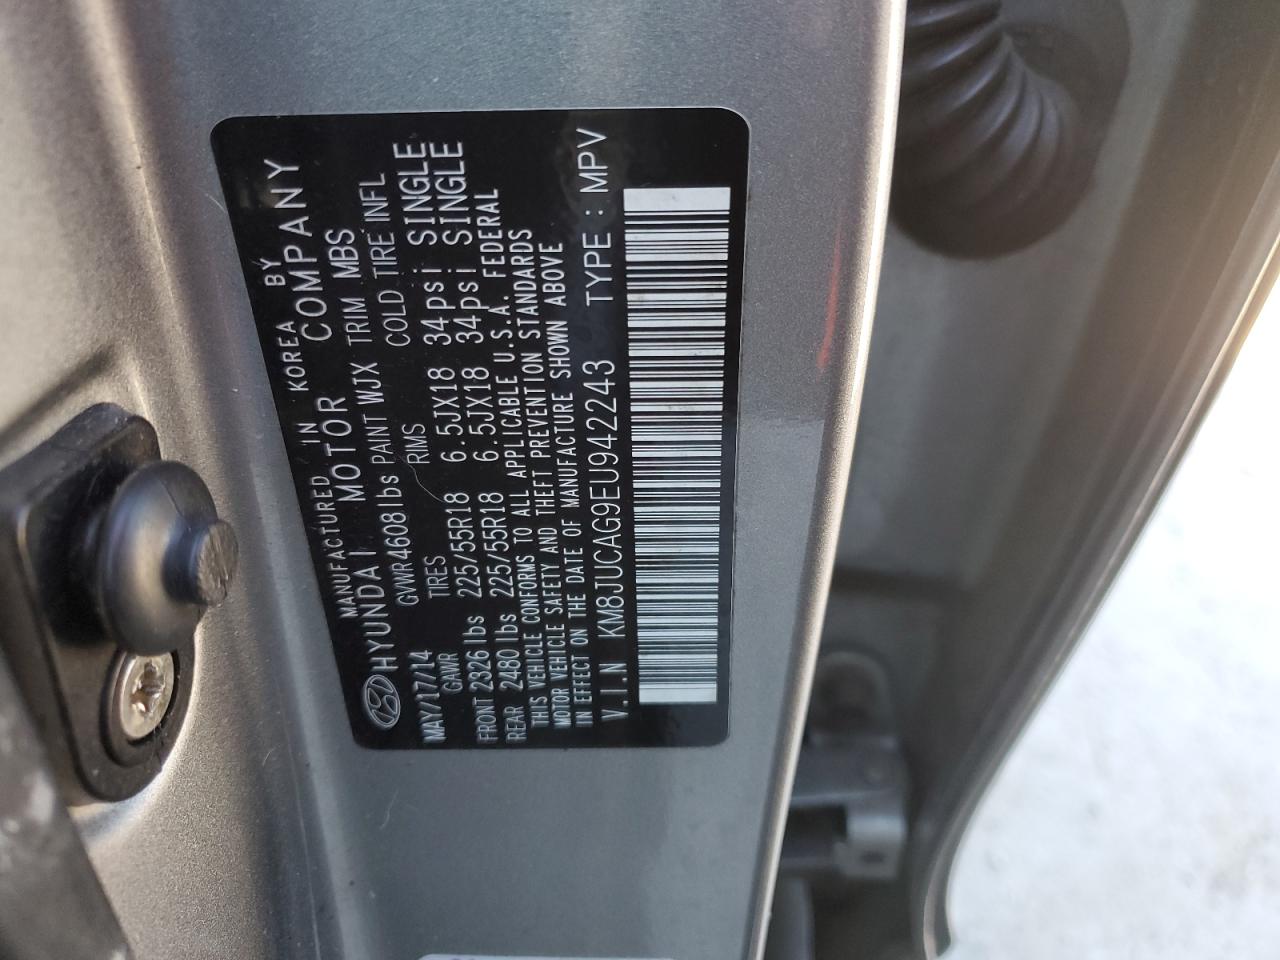 MANUFACTURED IN KOREA BY
HYUNDAI MOTOR COMPANY
MAY/17/14 GVWR 4608 lbs PAINT WJX TRIM MBS
GAWR TIRES RIMS COLD TIRE INFL
FRONT 2326 lbs 225/55R18 6.5JX18 34psi SINGLE
REAR 2480 lbs 225/55R18 6.5JX18 34psi SINGLE
THIS VEHICLE CONFORMS TO ALL APPLICABLE U.S.A. FEDERAL
MOTOR VEHICLE SAFETY AND THEFT PREVENTION STANDARDS
IN EFFECT ON THE DATE OF MANUFACTURE SHOWN ABOVE
V.I.N KM8JUCAG9EU942243 TYPE : MPV